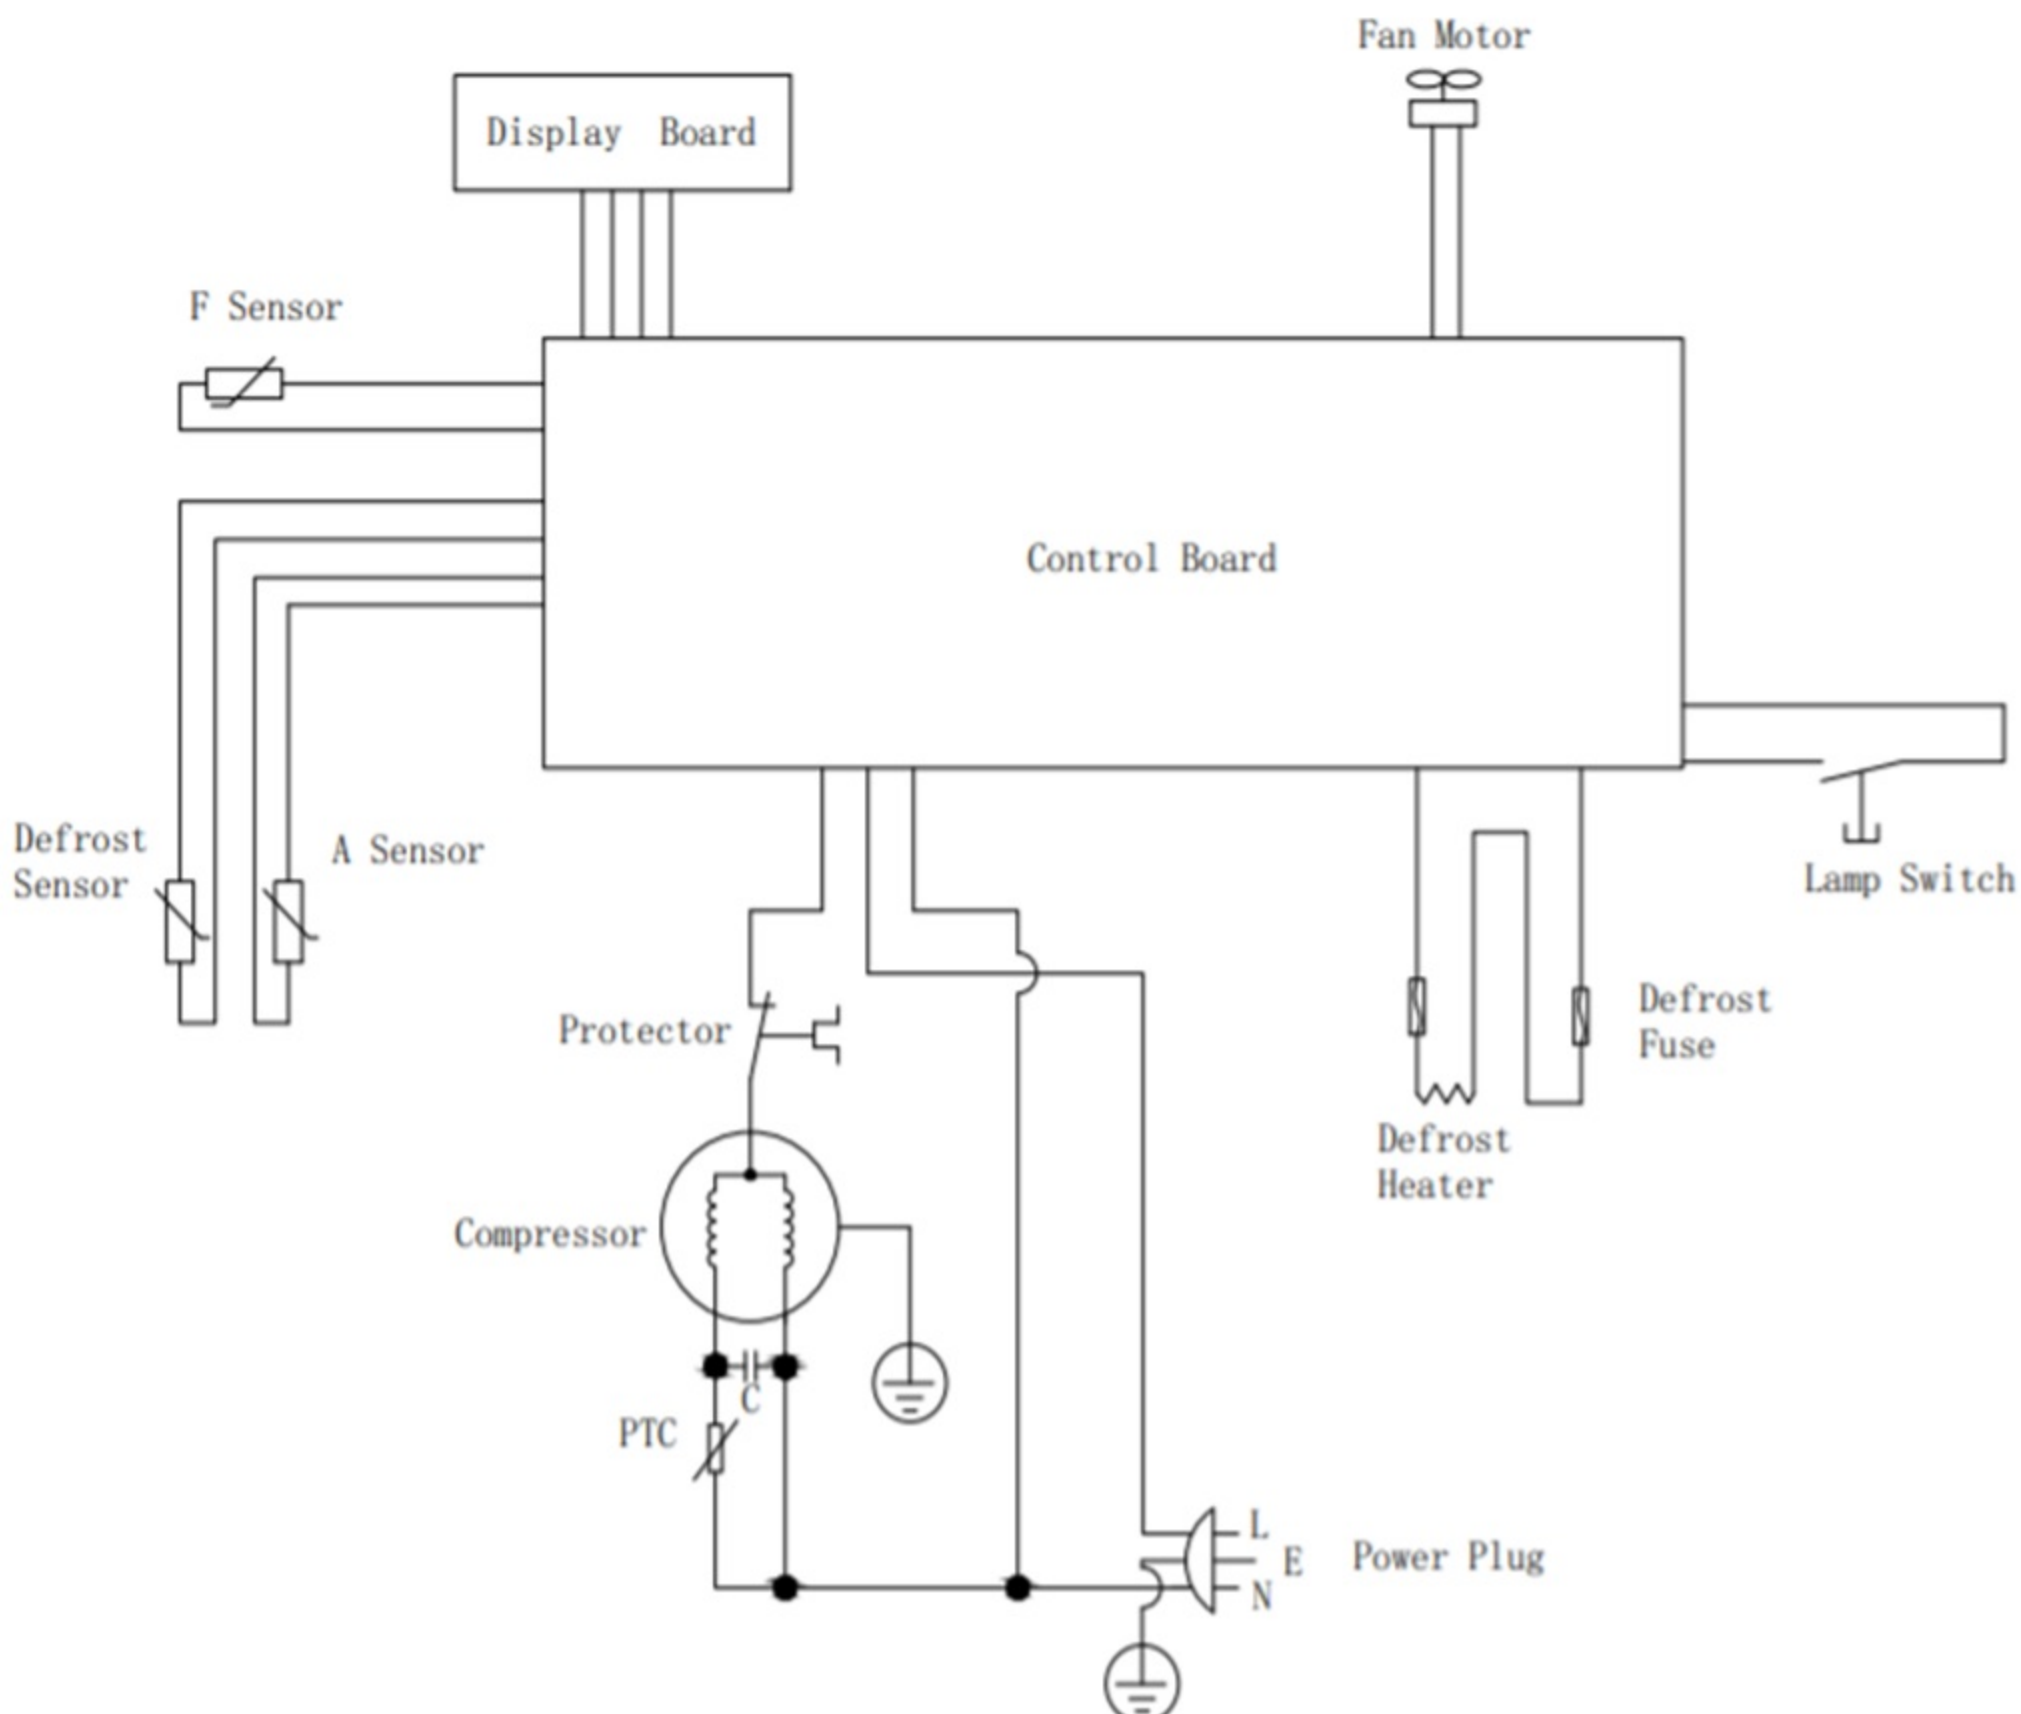 Fan Motor
Display Board
F Sensor
Control Board
Defrost
Sensor
A Sensor
Lamp Switch
Protector
Defrost
Fuse
Defrost
Heater
Compressor
C
PTC
L
E
N
Power Plug